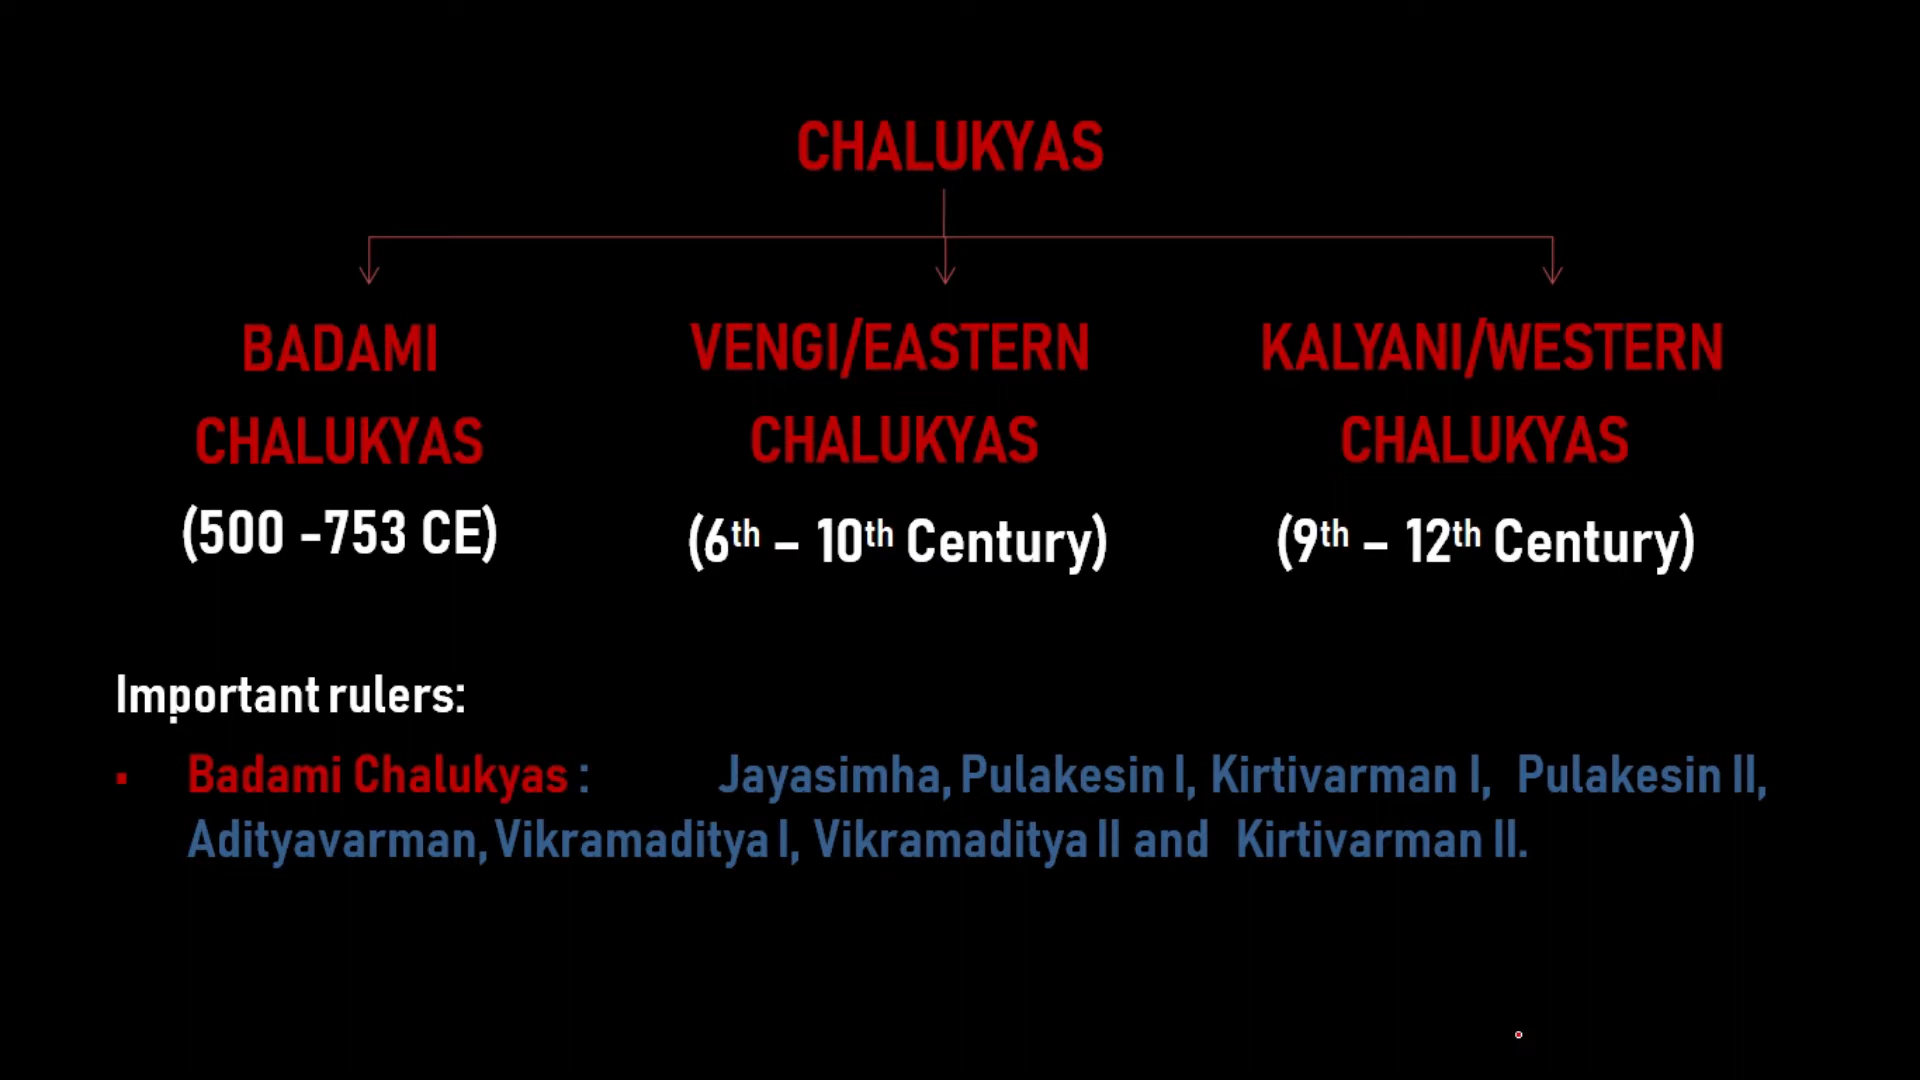 CHALUKYAS
BADAMI
CHALUKYAS
(500 -753 CE)
VENGI/EASTERN
CHALUKYAS
(6th – 10th Century)
KALYANI/WESTERN
CHALUKYAS
(9th – 12th Century)
Important rulers:
▪ Badami Chalukyas : Jayasimha, Pulakesin I, Kirtivarman I, Pulakesin II,
Adityavarman, Vikramaditya I, Vikramaditya II and Kirtivarman II.